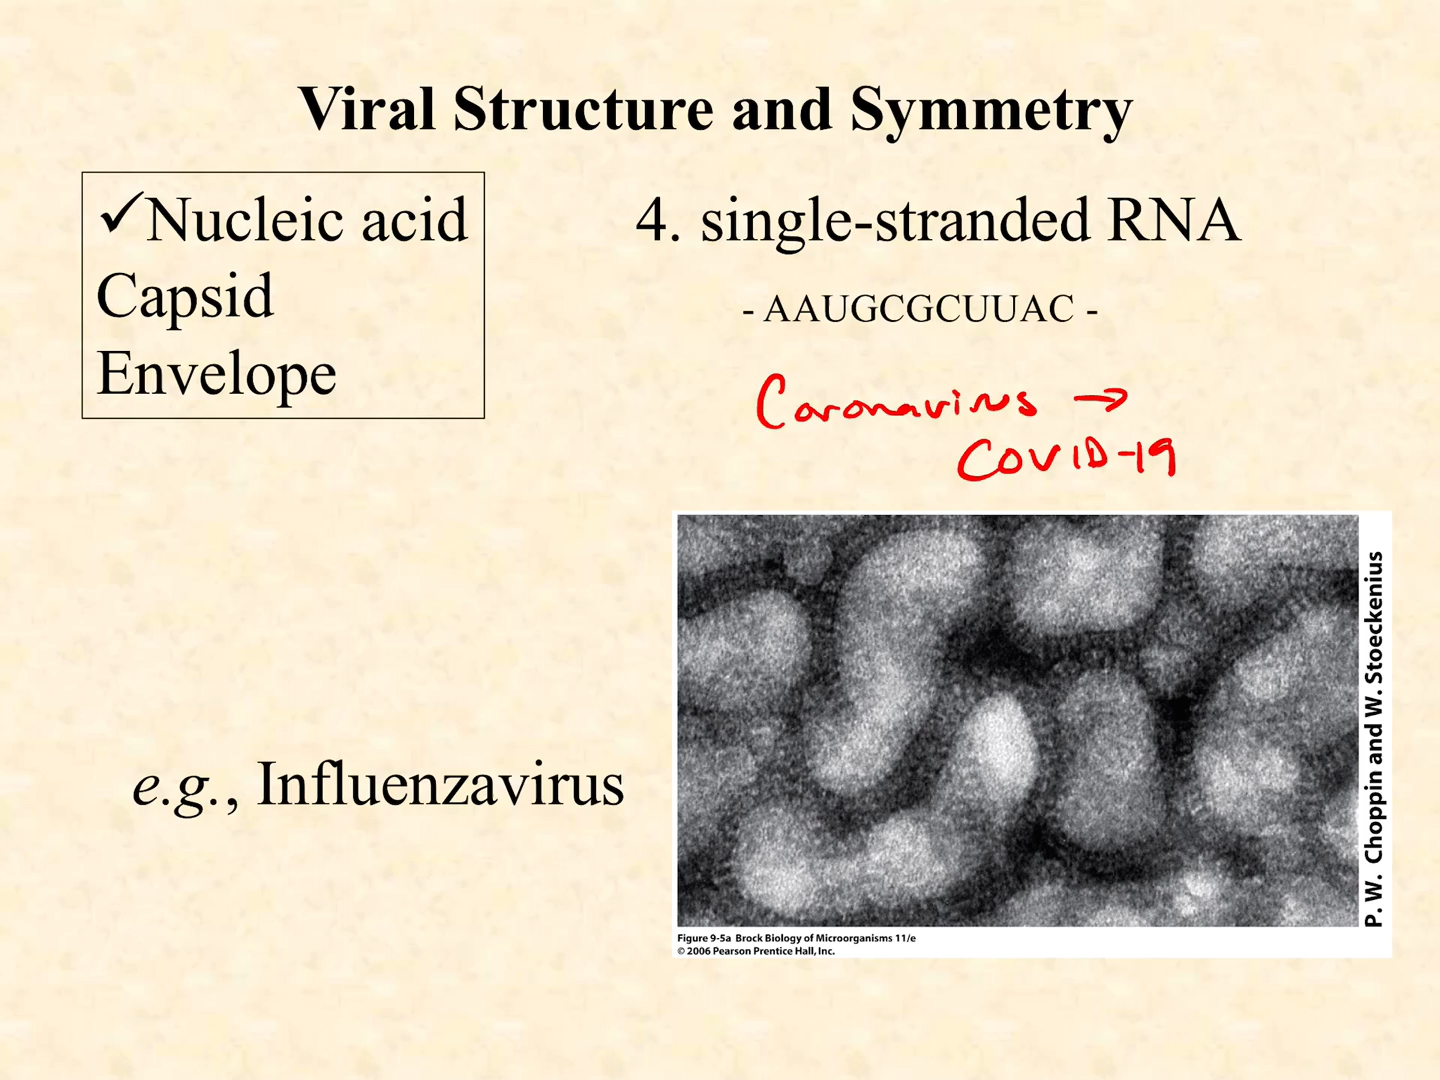 Viral Structure and Symmetry
✓Nucleic acid
Capsid
Envelope
4. single-stranded RNA
- AAUGCGCUUAC -
Coronavirus →
COVID-19
e.g., Influenzavirus
P. W. Choppin and W. Stoeckenius
Figure 9-5a Brock Biology of Microorganisms 11/e
© 2006 Pearson Prentice Hall, Inc.